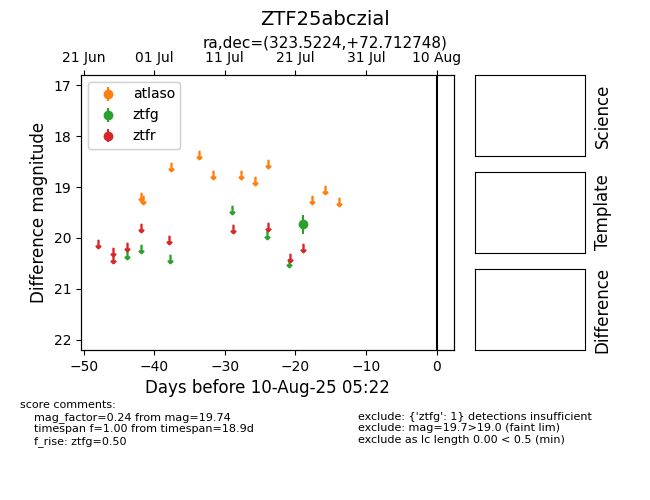 ZTF25abczial
ra,dec=(323.5224,+72.712748)
21 Jun 01 Jul 11 Jul 21 Jul 31 Jul 10 Aug
atlaso
ztfg
ztfr
17
18
19
20
21
22
Difference magnitude
−50 −40 −30 −20 −10 0
Days before 10-Aug-25 05:22
Science
Template
Difference
score comments:
mag_factor=0.24 from mag=19.74
timespan f=1.00 from timespan=18.9d
f_rise: ztfg=0.50
exclude: {'ztfg': 1} detections insufficient
exclude: mag=19.7>19.0 (faint lim)
exclude as lc length 0.00 < 0.5 (min)